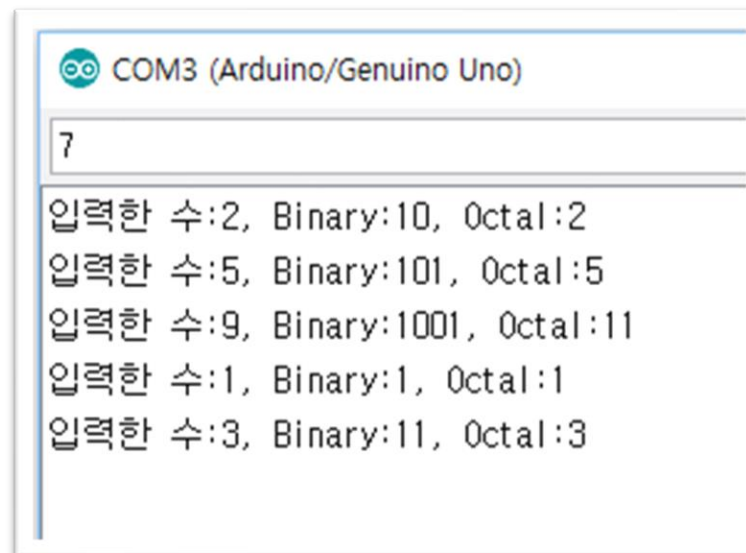 COM3 (Arduino/Genuino Uno)
7
입력한 수:2, Binary:10, Octal:2
입력한 수:5, Binary:101, Octal:5
입력한 수:9, Binary:1001, Octal:11
입력한 수:1, Binary:1, Octal:1
입력한 수:3, Binary:11, Octal:3